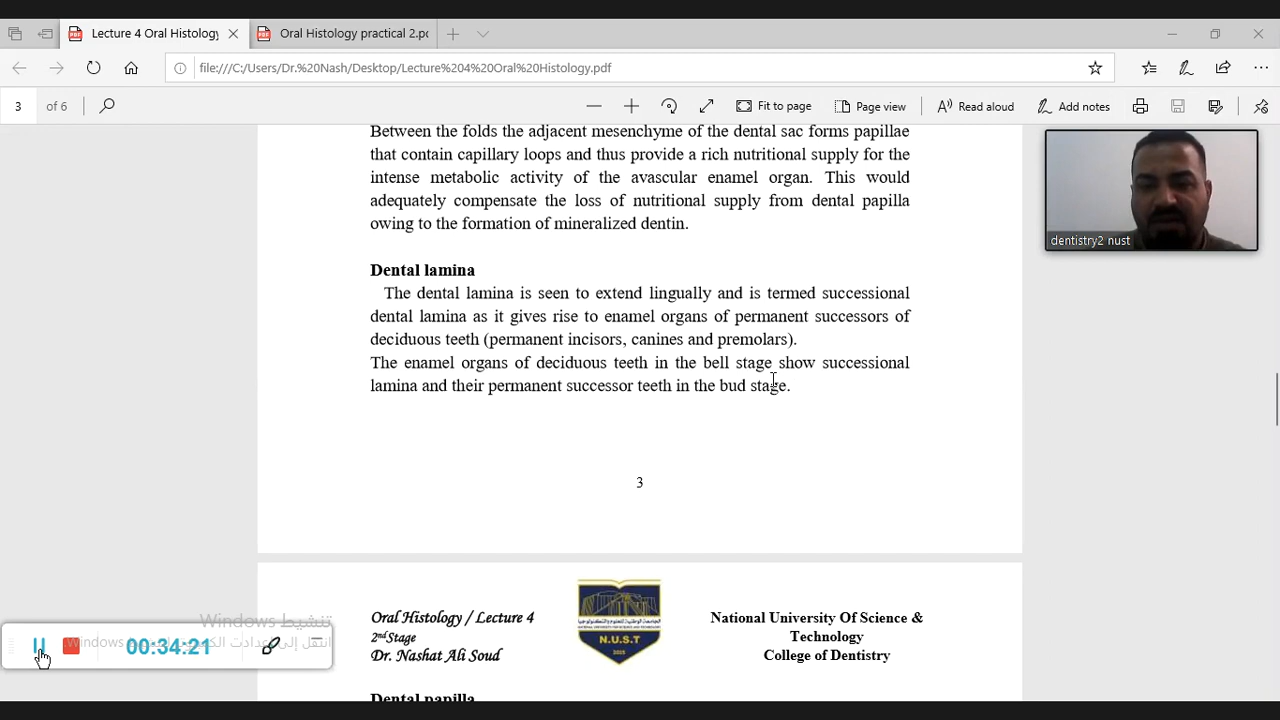 Lecture 4 Oral Histology
Oral Histology practical 2.pd
file:///C:/Users/Dr.%20Nash/Desktop/Lecture%204%20Oral%20Histology.pdf
3 of 6
Fit to page
Page view
Read aloud
Add notes
Between the folds the adjacent mesenchyme of the dental sac forms papillae
that contain capillary loops and thus provide a rich nutritional supply for the
intense metabolic activity of the avascular enamel organ. This would
adequately compensate the loss of nutritional supply from dental papilla
owing to the formation of mineralized dentin.
Dental lamina
The dental lamina is seen to extend lingually and is termed successional
dental lamina as it gives rise to enamel organs of permanent successors of
deciduous teeth (permanent incisors, canines and premolars).
The enamel organs of deciduous teeth in the bell stage show successional
lamina and their permanent successor teeth in the bud stage.
3
dentistry2 nust
Oral Histology / Lecture 4
2nd Stage
Dr. Nashat Ali Soud
N.U.S.T
National University Of Science &
Technology
College of Dentistry
Dental papilla
تنشيط Windows
00:34:21